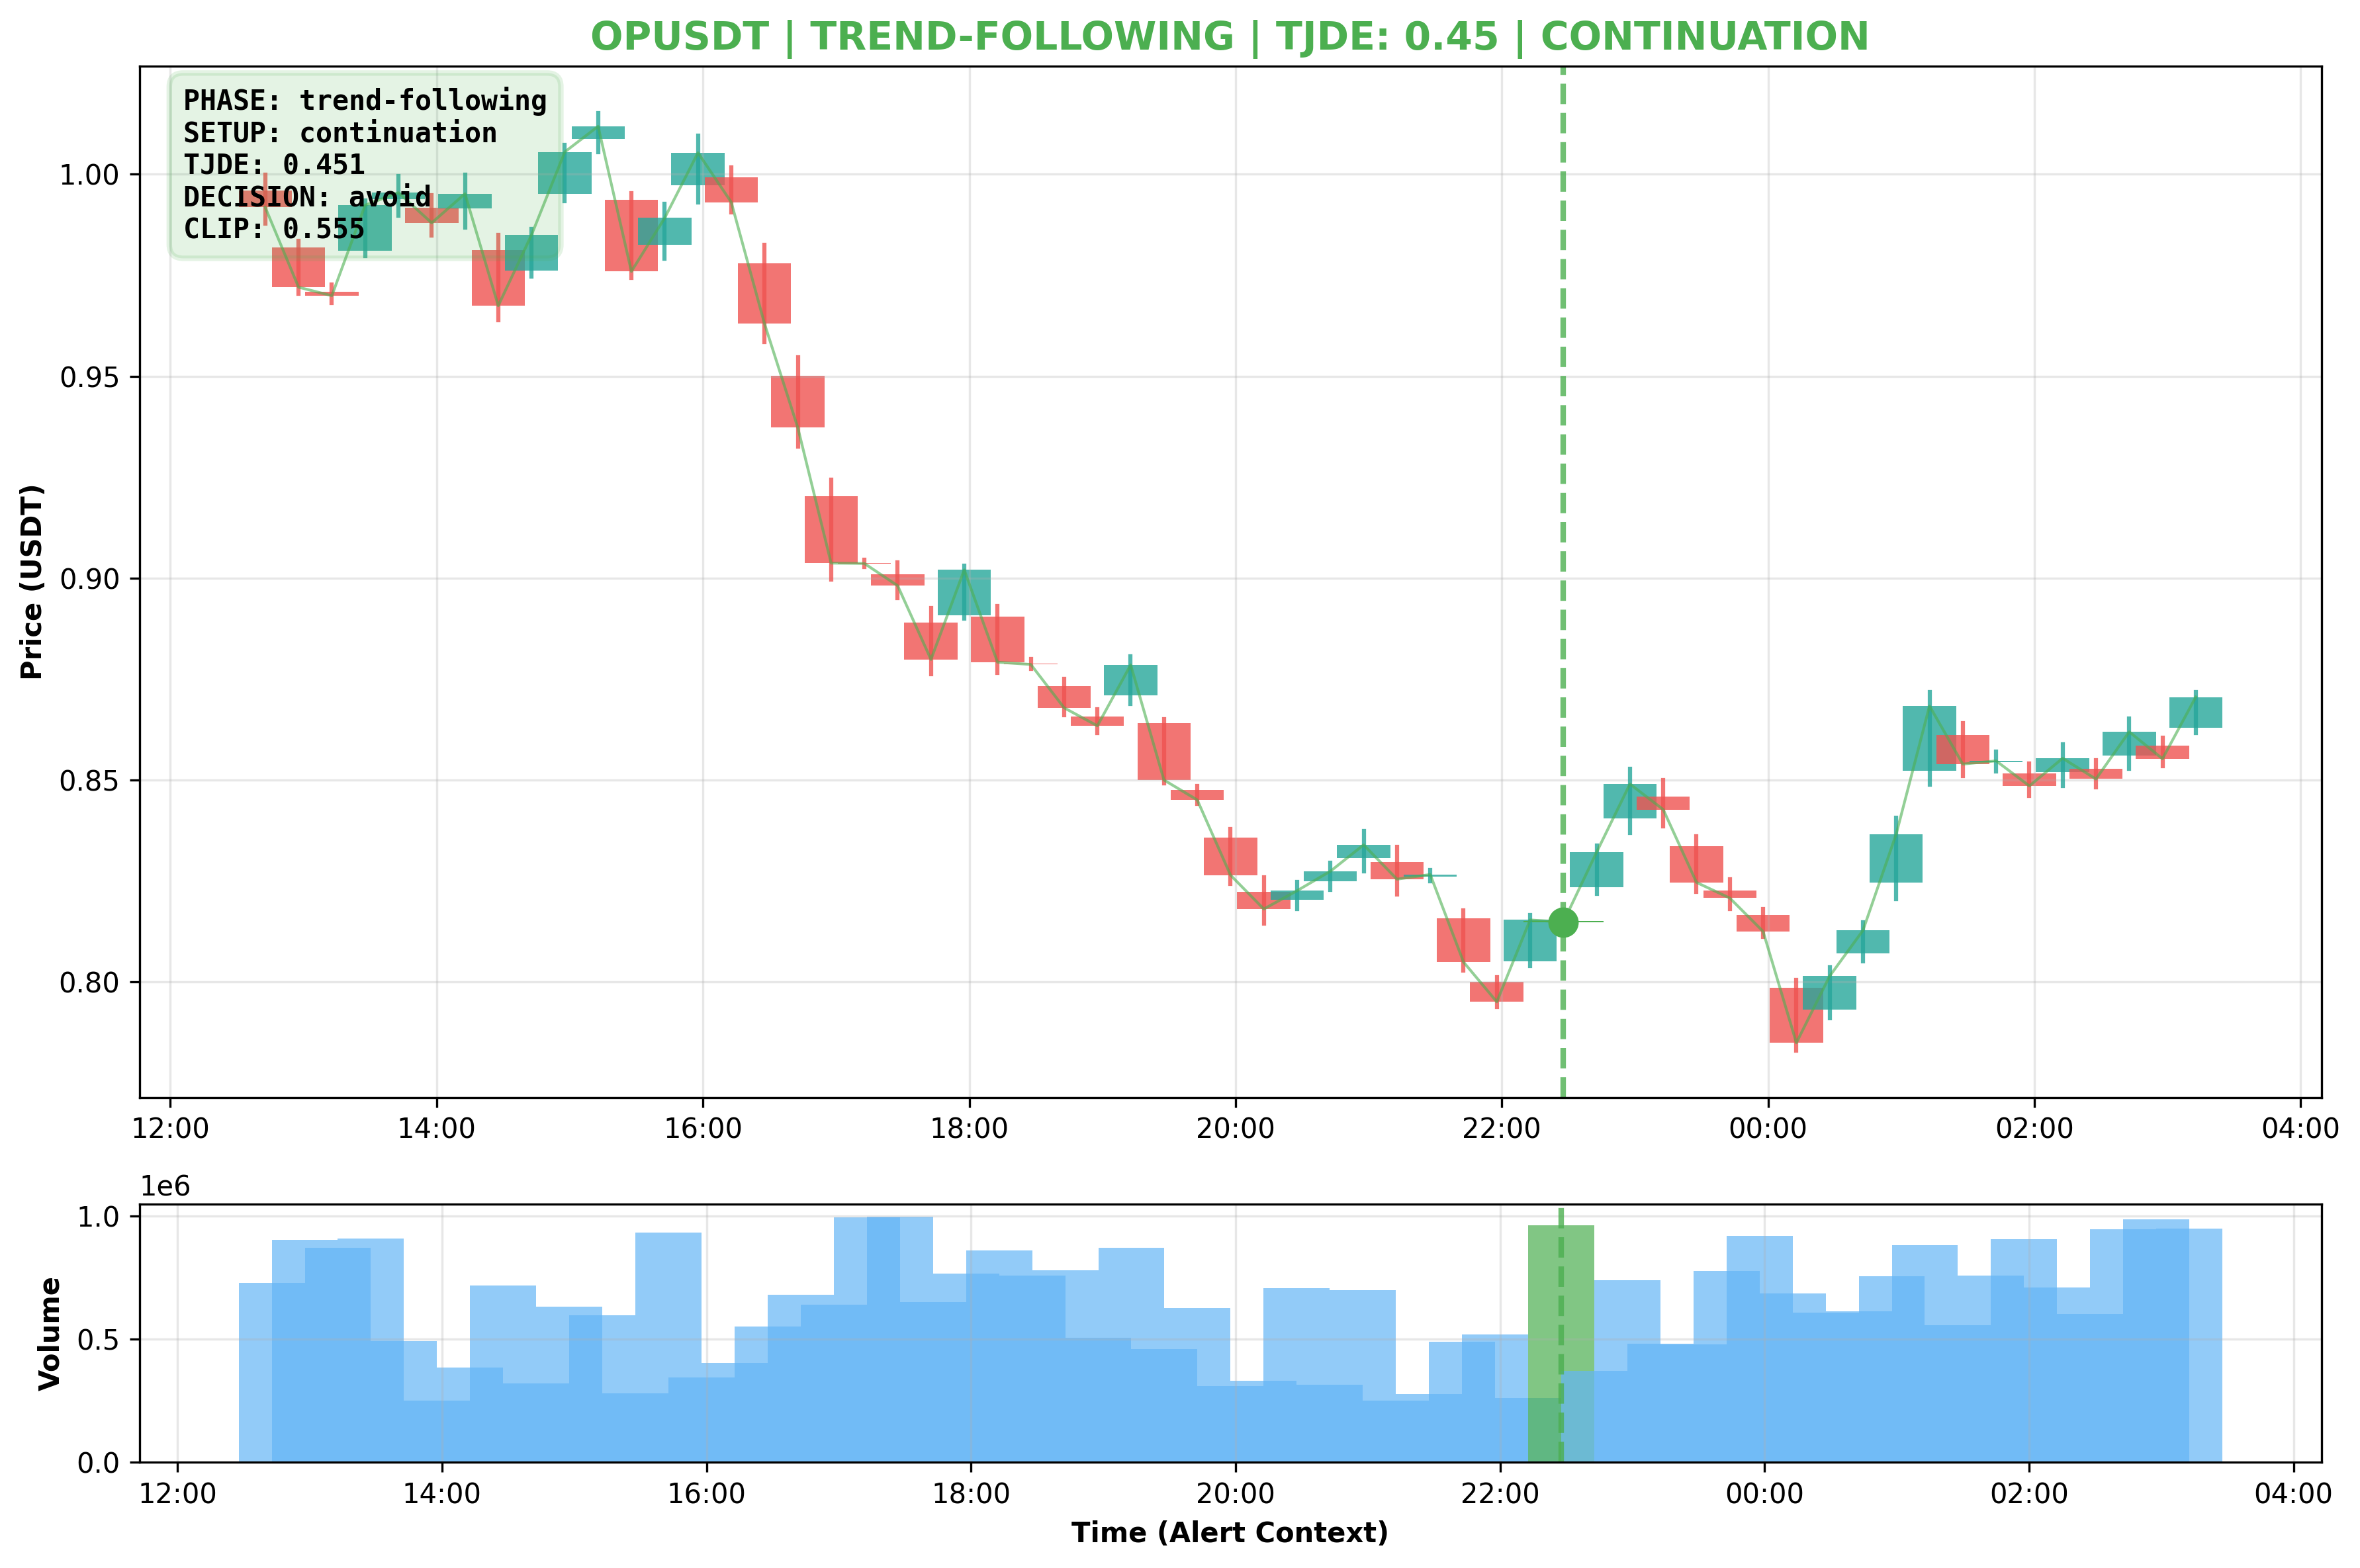 OPUSDT | TREND-FOLLOWING | TJDE: 0.45 | CONTINUATION
PHASE: trend-following
SETUP: continuation
TJDE: 0.451
DECISION: avoid
CLIP: 0.555
Price (USDT)
1.00
0.95
0.90
0.85
0.80
12:00 14:00 16:00 18:00 20:00 22:00 00:00 02:00 04:00
1e6
Volume
1.0
0.5
0.0
12:00 14:00 16:00 18:00 20:00 22:00 00:00 02:00 04:00
Time (Alert Context)